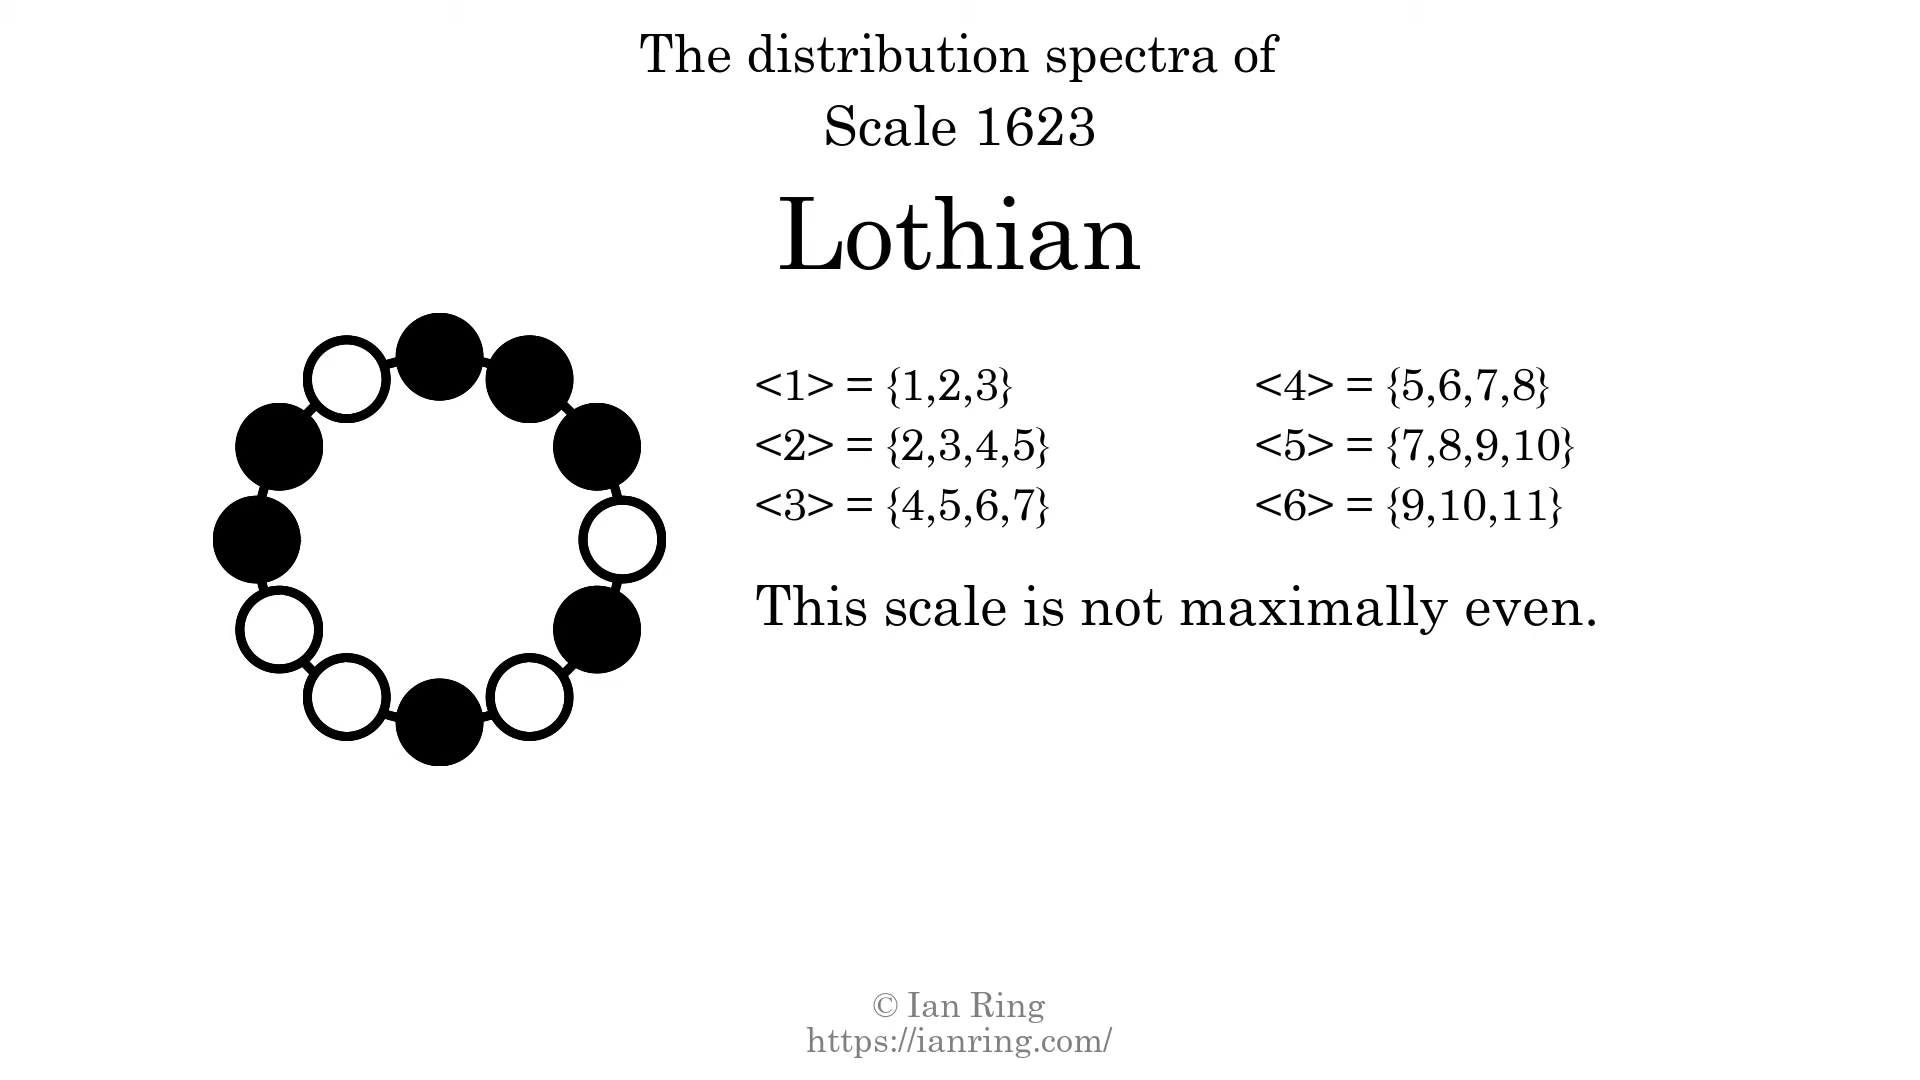 The distribution spectra of
Scale 1623
Lothian
<1> = {1,2,3}
<2> = {2,3,4,5}
<3> = {4,5,6,7}
<4> = {5,6,7,8}
<5> = {7,8,9,10}
<6> = {9,10,11}
This scale is not maximally even.
© Ian Ring
https://ianring.com/